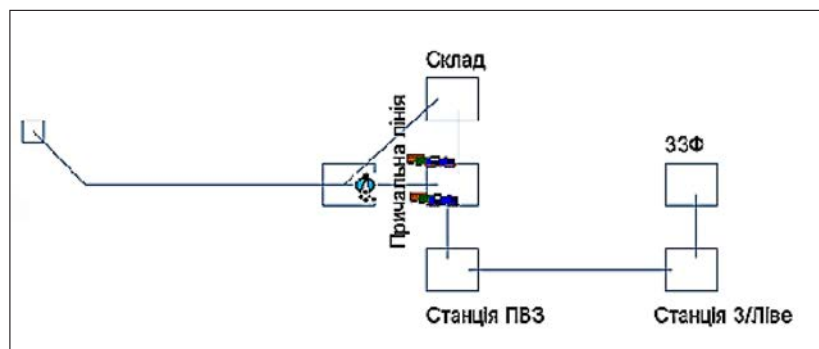 Склад
Причальна лінія
ЗЗФ
Станція ПВЗ
Станція З/Ліве